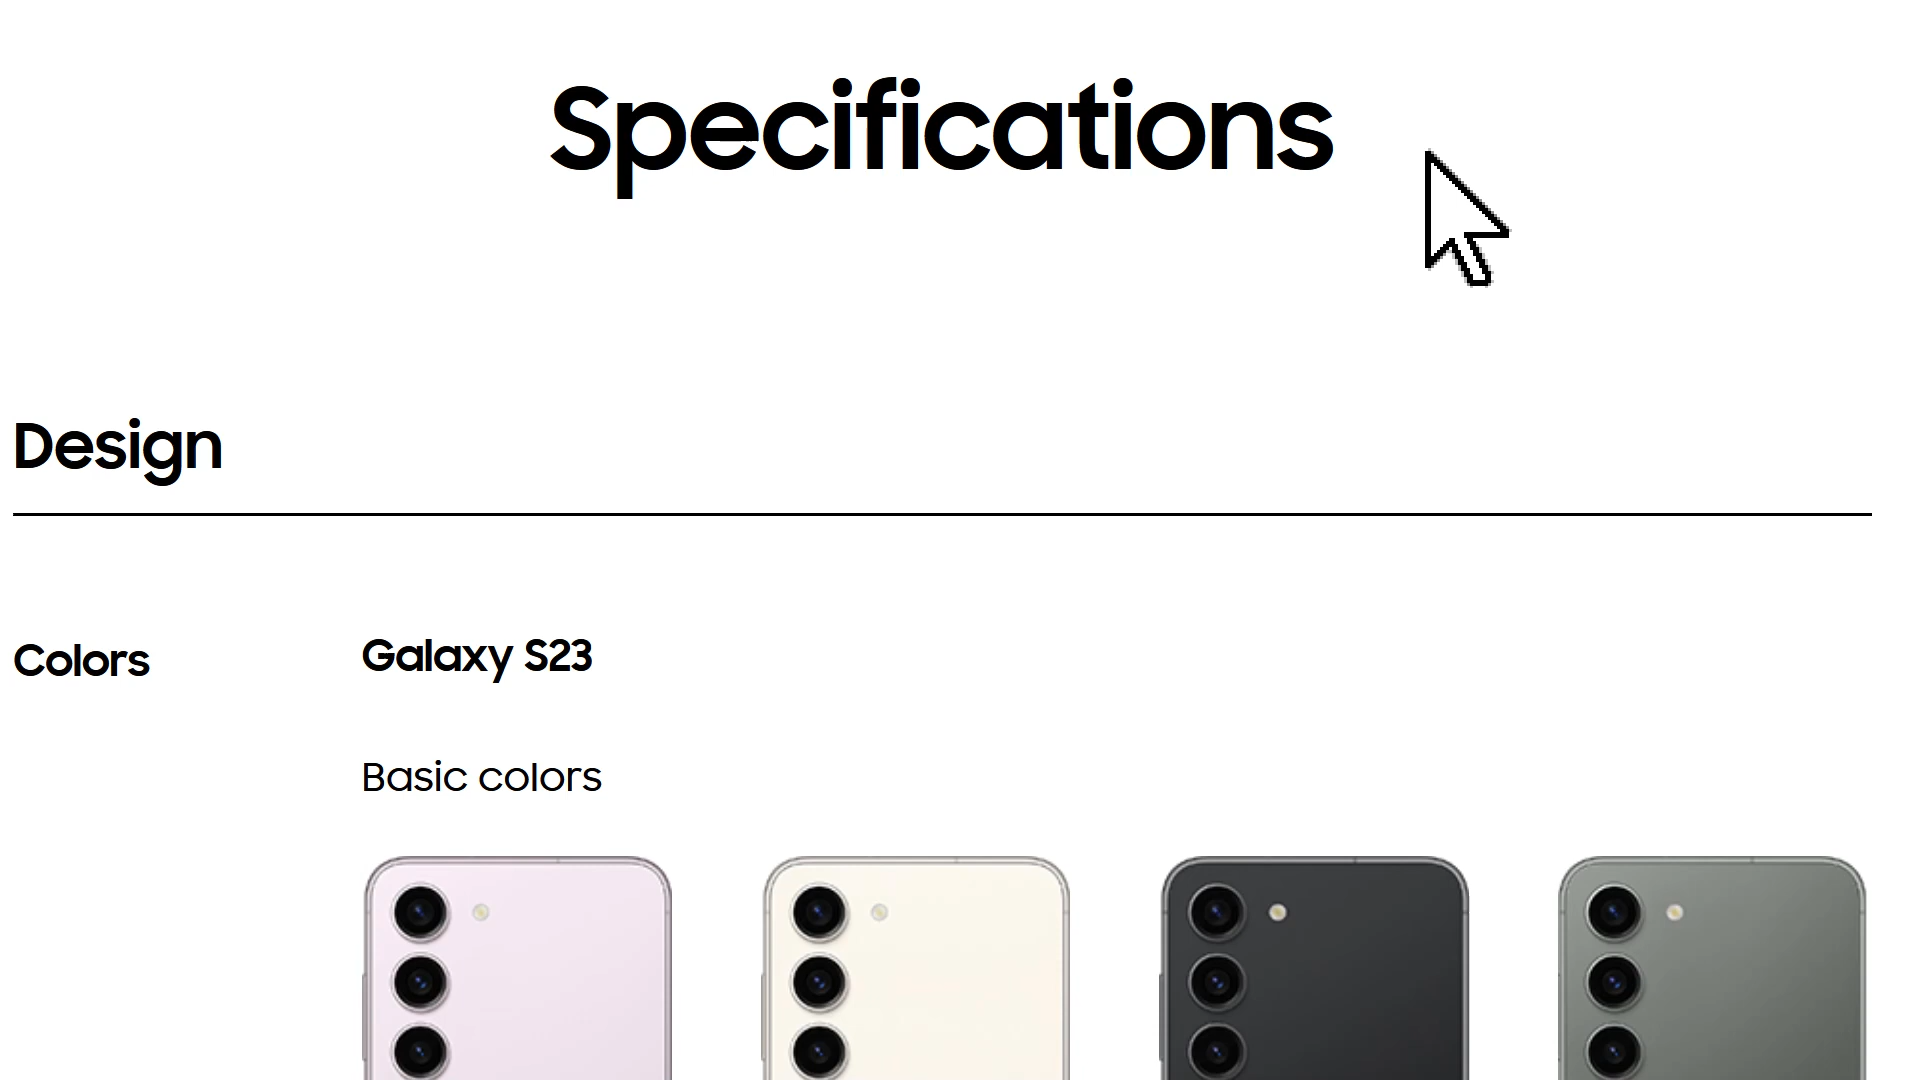 Specifications
Design
Colors
Galaxy S23
Basic colors